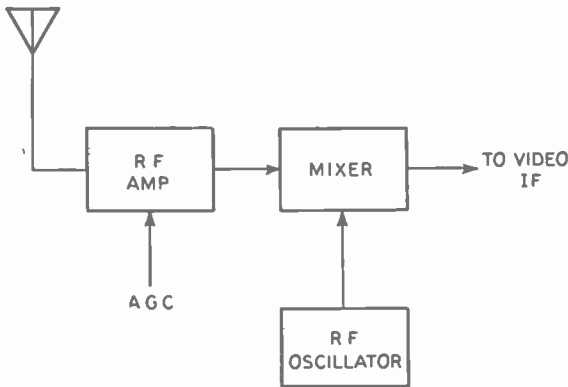 R F
AMP
MIXER
TO VIDEO
IF
AGC
R F
OSCILLATOR